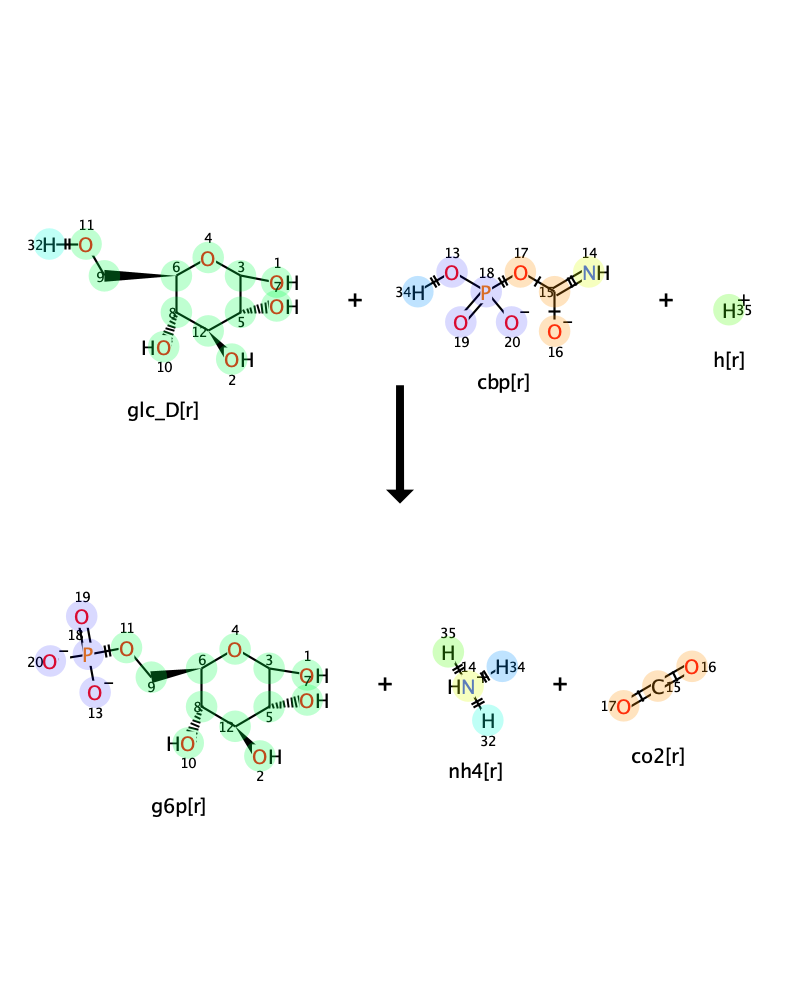 11
32 H O
4
O
9
6
3
1
OH
7
OH
8
5
12
HO
10
OH
2
glc_D[r]
+
13
O
34 H
18
P
17
O
14
NH
15
O
19
O−
20
O−
16
cbp[r]
+
H+
35
h[r]
19
O
18
20 O−
P
11
O
O−
13
9
4
O
6
3
1
OH
7
OH
8
5
12
HO
10
OH
2
g6p[r]
+
35
H
14
HN
H 34
H
32
nh4[r]
+
O 16
C 15
17 O
co2[r]